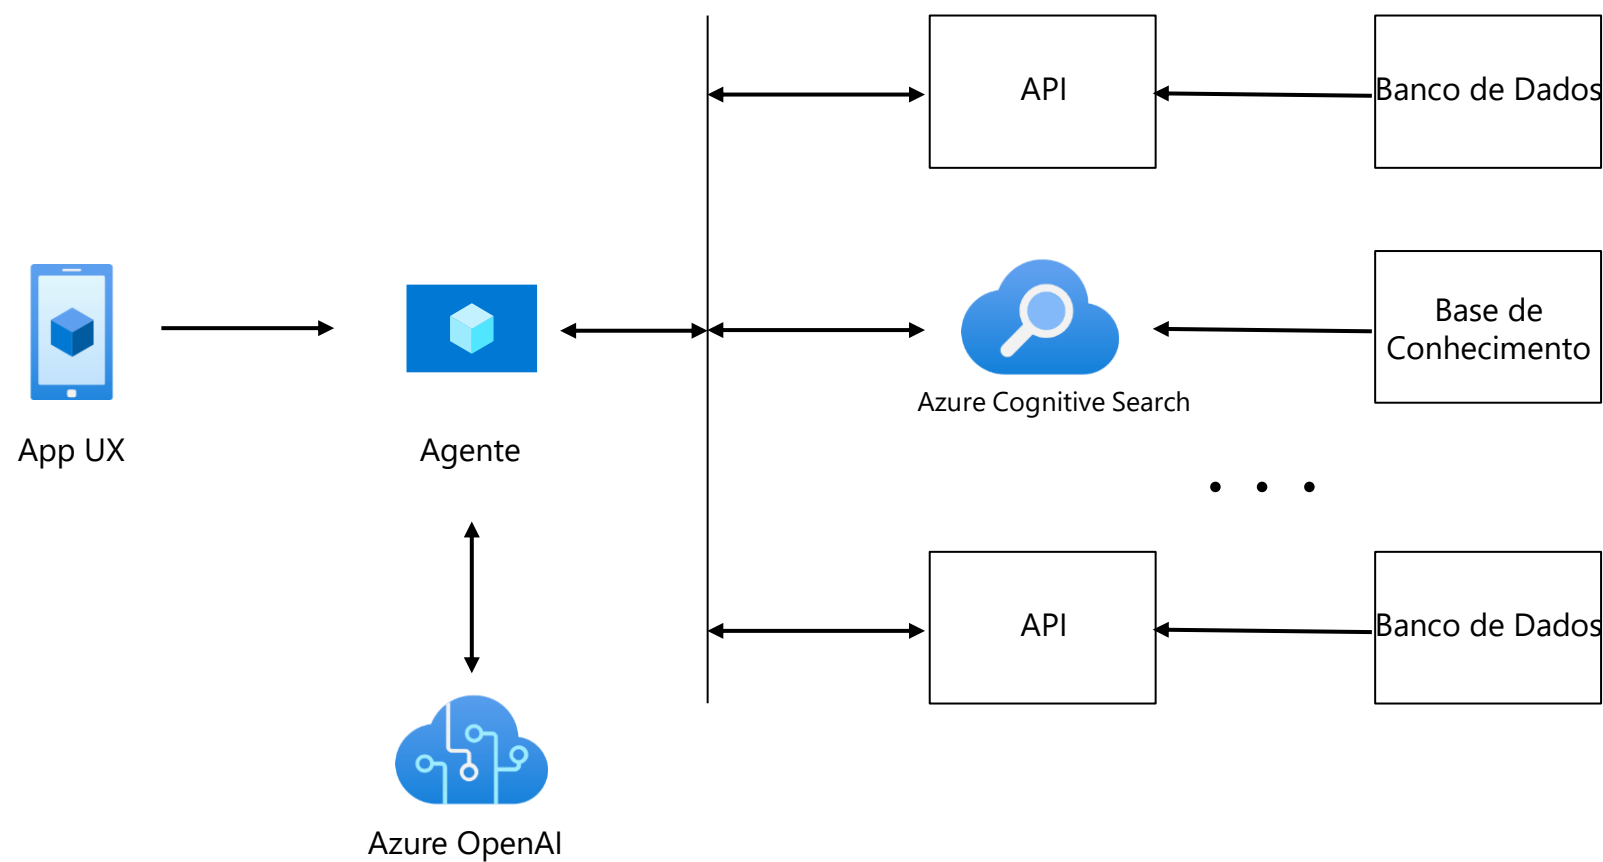 API
Banco de Dados
Base de
Conhecimento
Azure Cognitive Search
App UX
Agente
API
Banco de Dados
Azure OpenAI